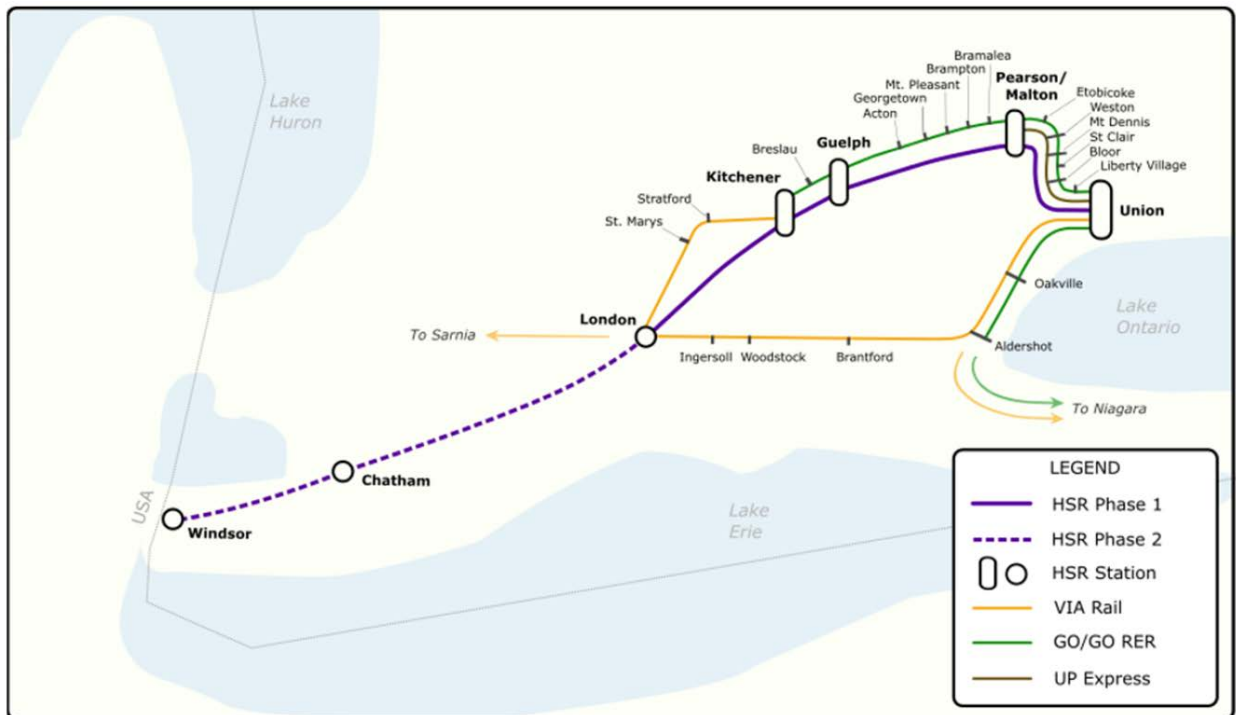 Lake
Huron
Bramalea
Brampton
Mt. Pleasant
Georgetown
Acton
Pearson/
Malton
Etobicoke
Weston
Mt Dennis
St Clair
Bloor
Liberty Village
Guelph
Breslau
Kitchener
Stratford
St. Marys
Union
Oakville
Lake
Ontario
London
To Sarnia
Ingersoll
Woodstock
Brantford
Aldershot
To Niagara
Chatham
USA
Windsor
Lake
Erie
LEGEND
HSR Phase 1
HSR Phase 2
HSR Station
VIA Rail
GO/GO RER
UP Express